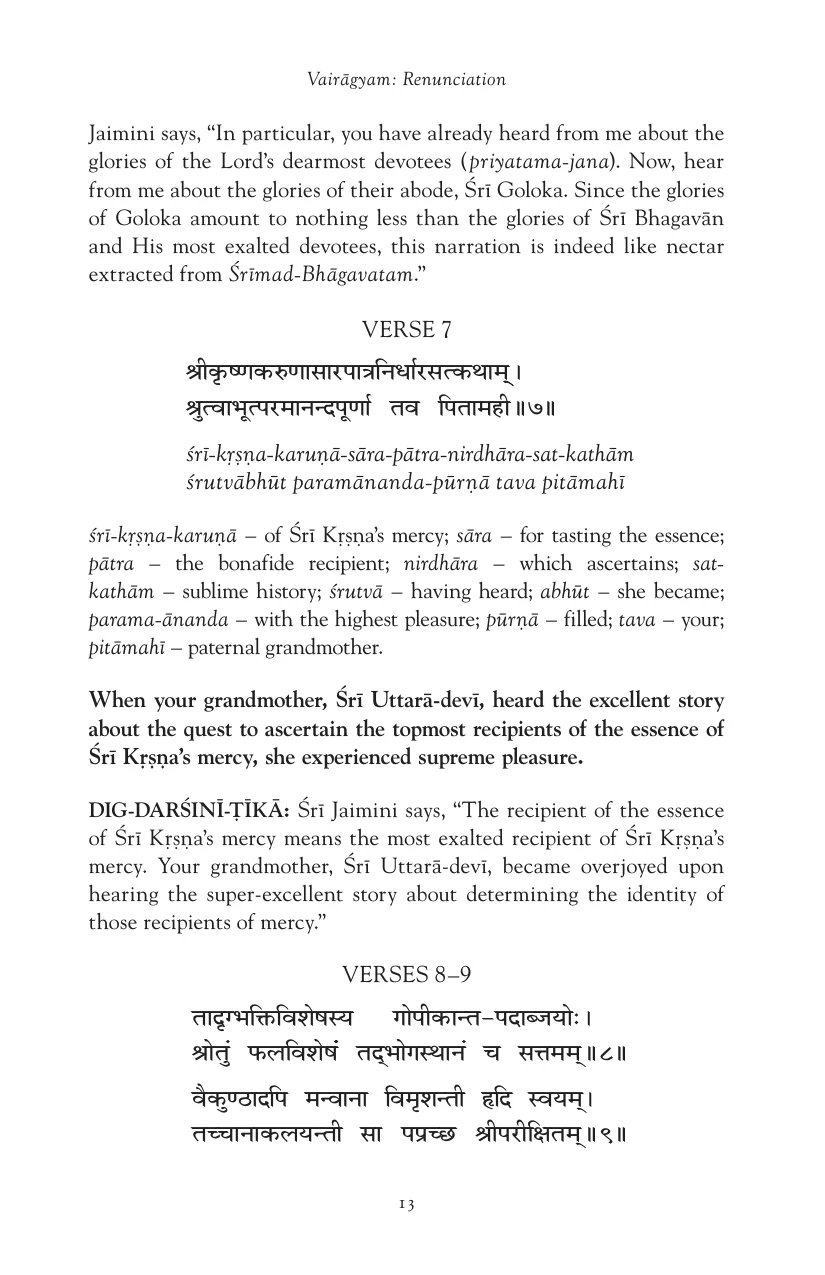 Vairāgyam: Renunciation
Jaimini says, “In particular, you have already heard from me about the
glories of the Lord’s dearmost devotees (priyatama-jana). Now, hear
from me about the glories of their abode, Śrī Goloka. Since the glories
of Goloka amount to nothing less than the glories of Śrī Bhagavān
and His most exalted devotees, this narration is indeed like nectar
extracted from Śrīmad-Bhāgavatam.”
VERSE 7
श्रीकृष्णकरुणासारपात्रनिर्धारसत्कथाम्।
श्रुत्वाभूत्परमानन्दपूर्णा तव पितामही॥७॥
śrī-kṛṣṇa-karuṇā-sāra-pātra-nirdhāra-sat-kathām
śrutvābhūt paramānanda-pūrṇā tava pitāmahī
śrī-kṛṣṇa-karuṇā – of Śrī Kṛṣṇa’s mercy; sāra – for tasting the essence;
pātra – the bonafide recipient; nirdhāra – which ascertains; sat-
kathām – sublime history; śrutvā – having heard; abhūt – she became;
parama-ānanda – with the highest pleasure; pūrṇā – filled; tava – your;
pitāmahī – paternal grandmother.
When your grandmother, Śrī Uttarā-devī, heard the excellent story
about the quest to ascertain the topmost recipients of the essence of
Śrī Kṛṣṇa’s mercy, she experienced supreme pleasure.
DIG-DARŚINĪ-ṬĪKĀ: Śrī Jaimini says, “The recipient of the essence
of Śrī Kṛṣṇa’s mercy means the most exalted recipient of Śrī Kṛṣṇa’s
mercy. Your grandmother, Śrī Uttarā-devī, became overjoyed upon
hearing the super-excellent story about determining the identity of
those recipients of mercy.”
VERSES 8–9
तादृग्भक्तिविशेषस्य गोपीकान्त-पदाब्जयोः।
श्रोतुं फलविशेषं तद्भोगस्थानं च सत्तमम्॥८॥
वैकुण्ठादपि मन्वाना विमृशन्ती हृदि स्वयम्।
तच्चानाकलयन्ती सा पप्रच्छ श्रीपरीक्षितम्॥९॥
13